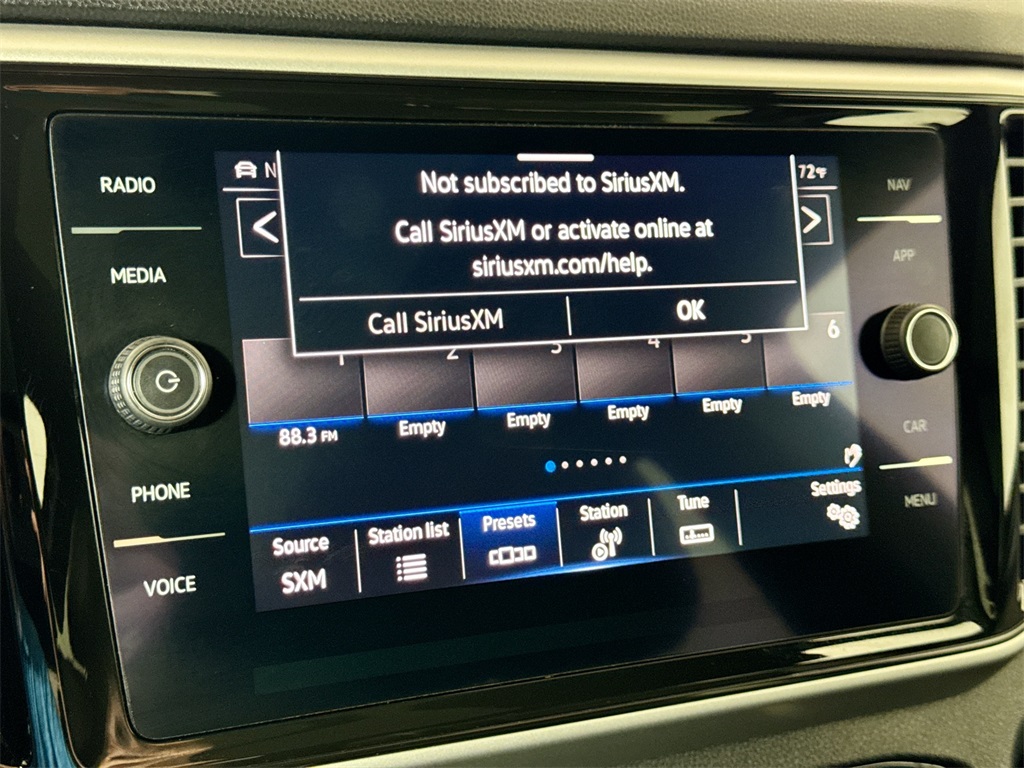 RADIO
MEDIA
PHONE
VOICE
NAV
APP
CAR
MENU
N
72°F
Not subscribed to SiriusXM.
Call SiriusXM or activate online at
siriusxm.com/help.
Call SiriusXM OK
1 2 3 4 5 6
88.3 FM Empty Empty Empty Empty Empty
Source Station list Presets Station Tune Settings
SXM